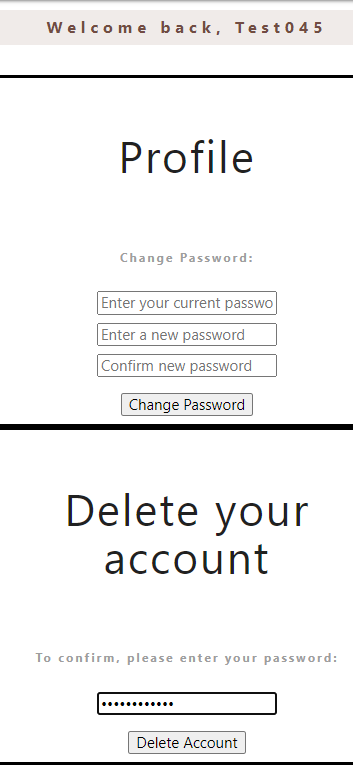 Welcome back, Test045
Profile
Change Password:
Enter your current passwo
Enter a new password
Confirm new password
Change Password
Delete your
account
To confirm, please enter your password:
••••••••••••
Delete Account